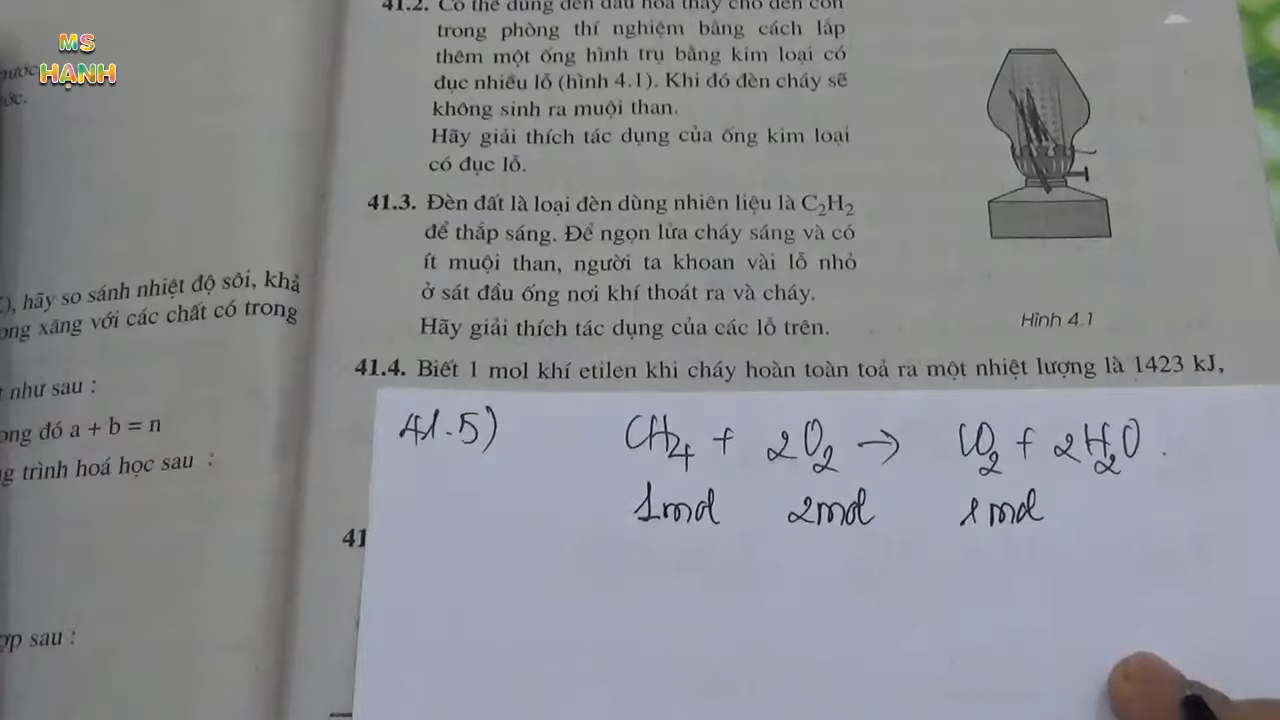 MS
HẠNH
nước
ớc.
), hãy so sánh nhiệt độ sôi, khả
ong xăng với các chất có trong
t như sau :
ong đó a + b = n
g trình hoá học sau :
ợp sau :
41.2. Có thể dùng đèn dầu hoả thay cho đèn cồn
trong phòng thí nghiệm bằng cách lắp
thêm một ống hình trụ bằng kim loại có
đục nhiều lỗ (hình 4.1). Khi đó đèn cháy sẽ
không sinh ra muội than.
Hãy giải thích tác dụng của ống kim loại
có đục lỗ.
41.3. Đèn đất là loại đèn dùng nhiên liệu là C₂H₂
để thắp sáng. Để ngọn lửa cháy sáng và có
ít muội than, người ta khoan vài lỗ nhỏ
ở sát đầu ống nơi khí thoát ra và cháy.
Hãy giải thích tác dụng của các lỗ trên.
Hình 4.1
41.4. Biết 1 mol khí etilen khi cháy hoàn toàn toả ra một nhiệt lượng là 1423 kJ,
41.5) CH₄ + 2O₂ → CO₂ + 2H₂O.
1mol 2mol 1mol
41